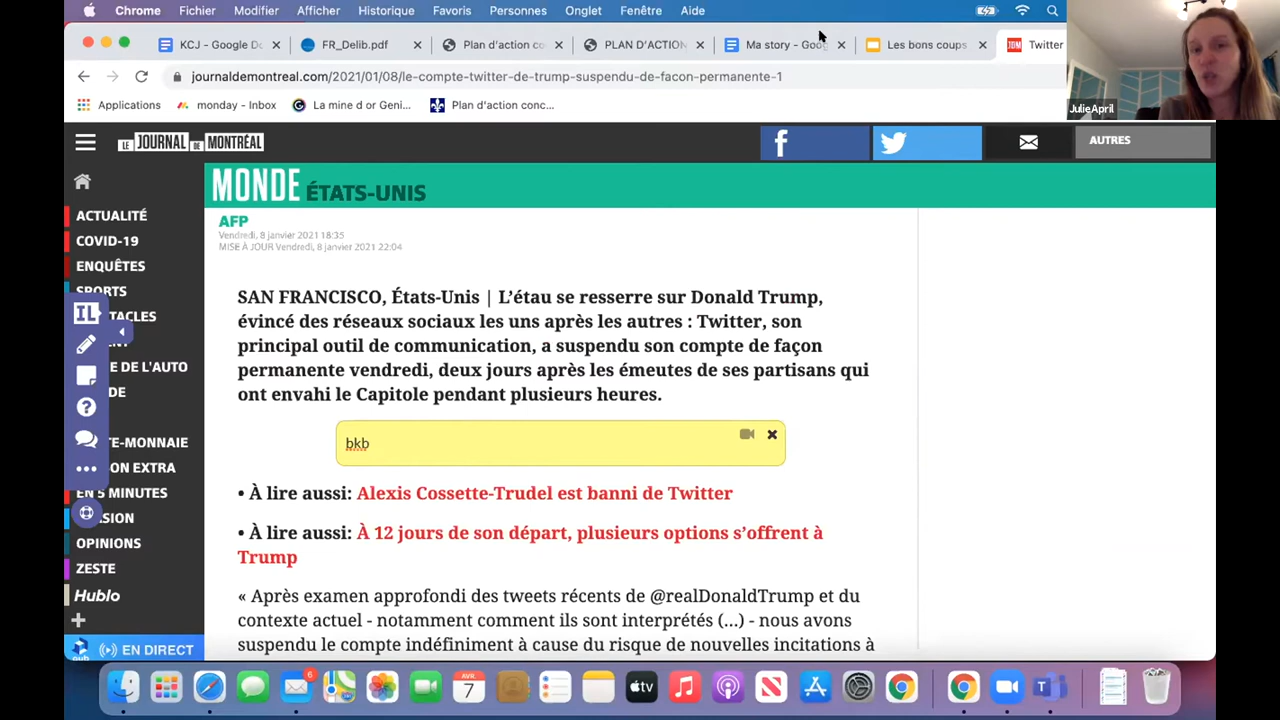 Chrome Fichier Modifier Afficher Historique Favoris Personnes Onglet Fenêtre Aide
KCJ - Google Do FR_Delib.pdf Plan d'action co PLAN D'ACTION Ma story - Goog Les bons coups Twitter
journaldemontreal.com/2021/01/08/le-compte-twitter-de-trump-suspendu-de-facon-permanente-1
Applications monday - Inbox La mine d or Geni... Plan d'action conc...
JulieApril
LE JOURNAL DE MONTRÉAL
AUTRES
MONDE ÉTATS-UNIS
ACTUALITÉ
COVID-19
ENQUÊTES
SPORTS
TACLES
E DE L'AUTO
DE
TE-MONNAIE
ON EXTRA
EN 5 MINUTES
ISION
OPINIONS
ZESTE
Hublo
EN DIRECT
IL
AFP
Vendredi, 8 janvier 2021 18:35
MISE À JOUR Vendredi, 8 janvier 2021 22:04
SAN FRANCISCO, États-Unis | L'étau se resserre sur Donald Trump,
évincé des réseaux sociaux les uns après les autres : Twitter, son
principal outil de communication, a suspendu son compte de façon
permanente vendredi, deux jours après les émeutes de ses partisans qui
ont envahi le Capitole pendant plusieurs heures.
bkb
• À lire aussi: Alexis Cossette-Trudel est banni de Twitter
• À lire aussi: À 12 jours de son départ, plusieurs options s'offrent à
Trump
« Après examen approfondi des tweets récents de @realDonaldTrump et du
contexte actuel - notamment comment ils sont interprétés (...) - nous avons
suspendu le compte indéfiniment à cause du risque de nouvelles incitations à
6
AVR.
7
tv